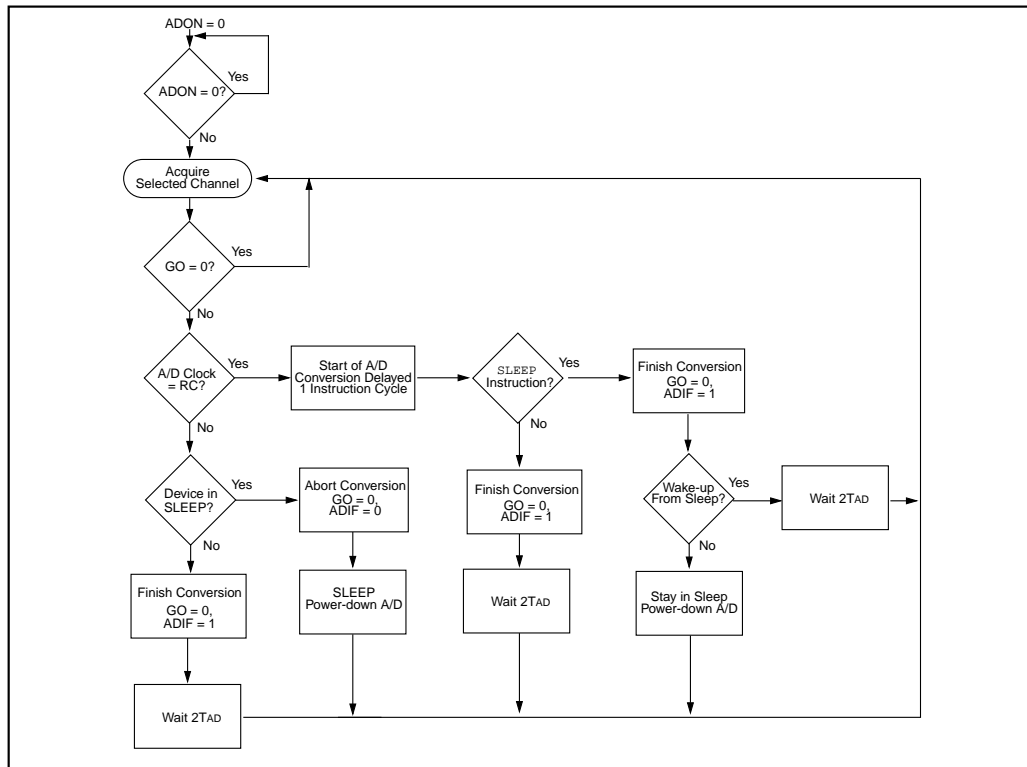 ADON = 0
ADON = 0?
Yes
No
Acquire
Selected Channel
GO = 0?
Yes
No
A/D Clock
= RC?
Yes
No
Start of A/D
Conversion Delayed
1 Instruction Cycle
SLEEP
Instruction?
Yes
No
Finish Conversion
GO = 0,
ADIF = 1
Device in
SLEEP?
Yes
No
Abort Conversion
GO = 0,
ADIF = 0
Finish Conversion
GO = 0,
ADIF = 1
Wake-up
From Sleep?
Yes
No
Wait 2TAD
Finish Conversion
GO = 0,
ADIF = 1
SLEEP
Power-down A/D
Wait 2TAD
Stay in Sleep
Power-down A/D
Wait 2TAD